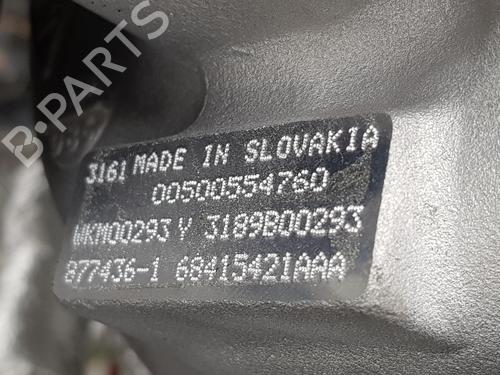 B-PARTS
3161 MADE IN SLOVAKIA
00500554760
WKM00293 V 3189B00293
877436-1 68415421AAA